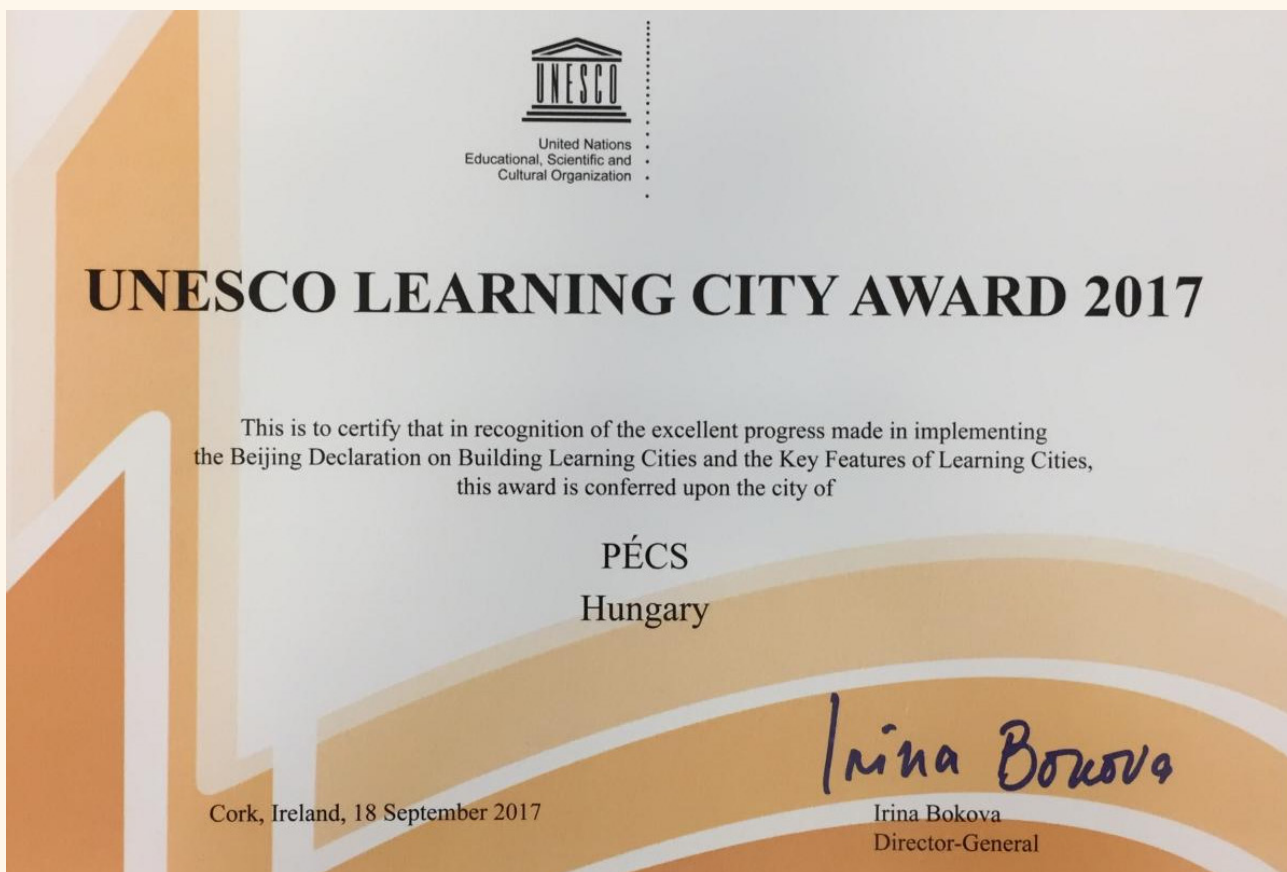 UNESCO
United Nations
Educational, Scientific and
Cultural Organization
UNESCO LEARNING CITY AWARD 2017
This is to certify that in recognition of the excellent progress made in implementing
the Beijing Declaration on Building Learning Cities and the Key Features of Learning Cities,
this award is conferred upon the city of
PÉCS
Hungary
Irina Bokova
Cork, Ireland, 18 September 2017
Irina Bokova
Director-General